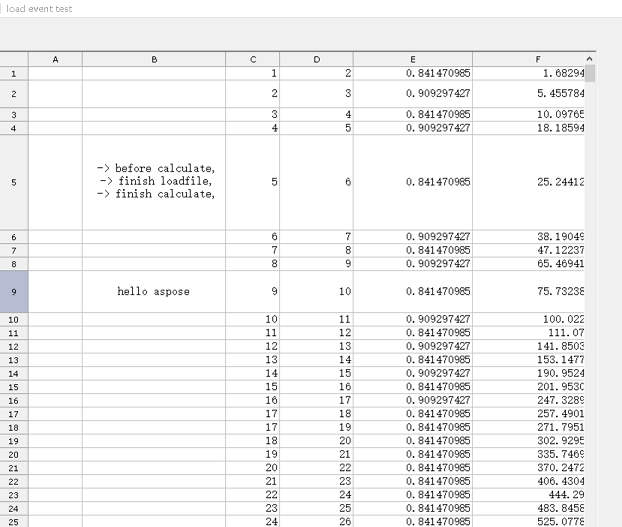 load event test
A B C D E F
1 1 2 0.841470985 1.68294
2 2 3 0.909297427 5.455784
3 3 4 0.841470985 10.09765
4 4 5 0.909297427 18.18594
-> before calculate,
5 -> finish loadfile, 5 6 0.841470985 25.24412
-> finish calculate,
6 6 7 0.909297427 38.19049
7 7 8 0.841470985 47.12237
8 8 9 0.909297427 65.46941
9 hello aspose 9 10 0.841470985 75.73238
10 10 11 0.909297427 100.022
11 11 12 0.841470985 111.07
12 12 13 0.909297427 141.8503
13 13 14 0.841470985 153.1477
14 14 15 0.909297427 190.9524
15 15 16 0.841470985 201.9530
16 16 17 0.909297427 247.3289
17 17 18 0.841470985 257.4901
18 17 19 0.841470985 271.7951
19 18 20 0.841470985 302.9295
20 19 21 0.841470985 335.7469
21 20 22 0.841470985 370.2472
22 21 23 0.841470985 406.4304
23 22 24 0.841470985 444.29
24 23 25 0.841470985 483.8458
25 24 26 0.841470985 525.0778